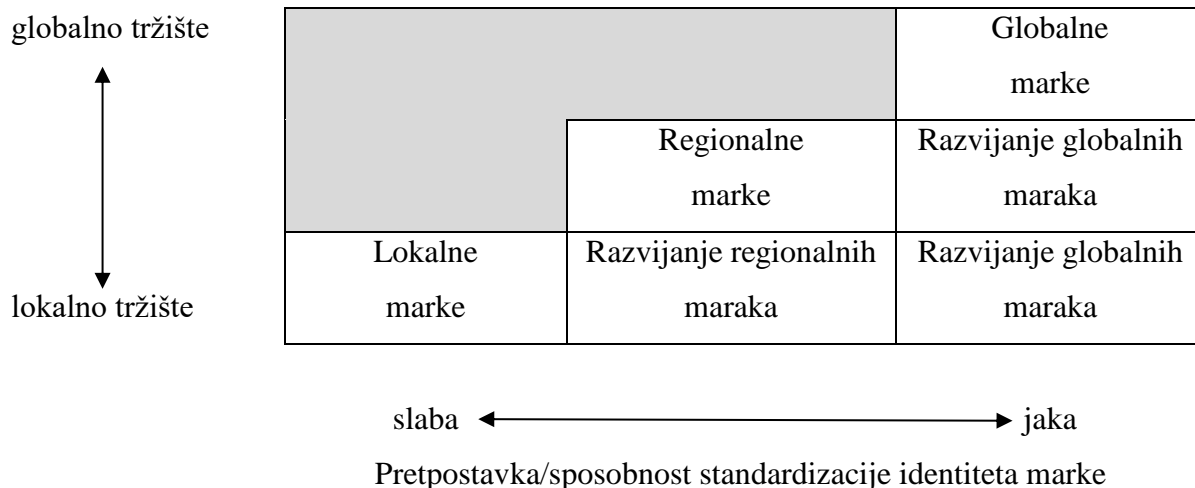 globalno tržište
Globalne
marke
Regionalne
Razvijanje globalnih
marke
maraka
Lokalne
Razvijanje regionalnih
Razvijanje globalnih
lokalno tržište
marke
maraka
maraka
slaba
jaka
Pretpostavka/sposobnost standardizacije identiteta marke